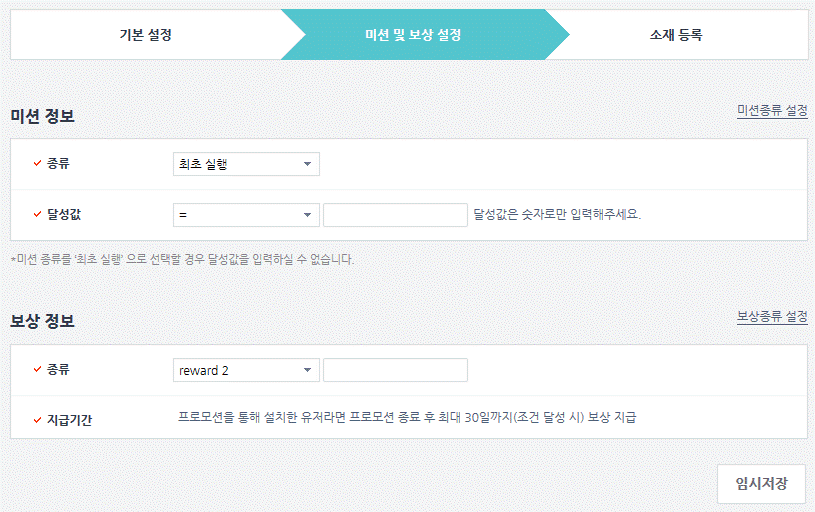 기본 설정
미션 및 보상 설정
소재 등록
미션 정보
미션종류 설정
종류
최초 실행
달성값
=
달성값은 숫자로만 입력해주세요.
*미션 종류를 '최초 실행' 으로 선택할 경우 달성값을 입력하실 수 없습니다.
보상 정보
보상종류 설정
종류
reward 2
지급기간
프로모션을 통해 설치한 유저라면 프로모션 종료 후 최대 30일까지(조건 달성 시) 보상 지급
임시저장